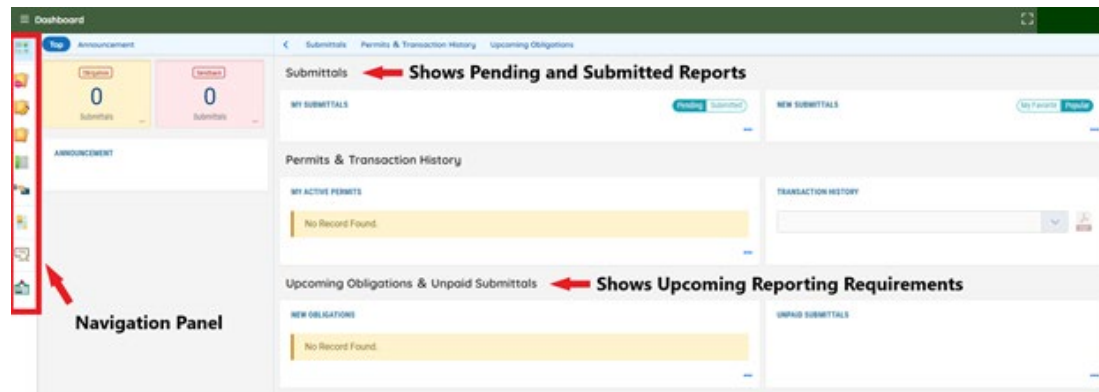 Dashboard
Top Announcement
Submittals Permits & Transaction History Upcoming Obligations
0
Submittals
0
Submittals
ANNOUNCEMENT
Submittals
Shows Pending and Submitted Reports
MY SUBMITTALS
Pending Submitted
NEW SUBMITTALS
My Favorite Popular
Permits & Transaction History
MY ACTIVE PERMITS
No Record Found.
TRANSACTION HISTORY
Upcoming Obligations & Unpaid Submittals
Shows Upcoming Reporting Requirements
NEW OBLIGATIONS
No Record Found.
UNPAID SUBMITTALS
Navigation Panel